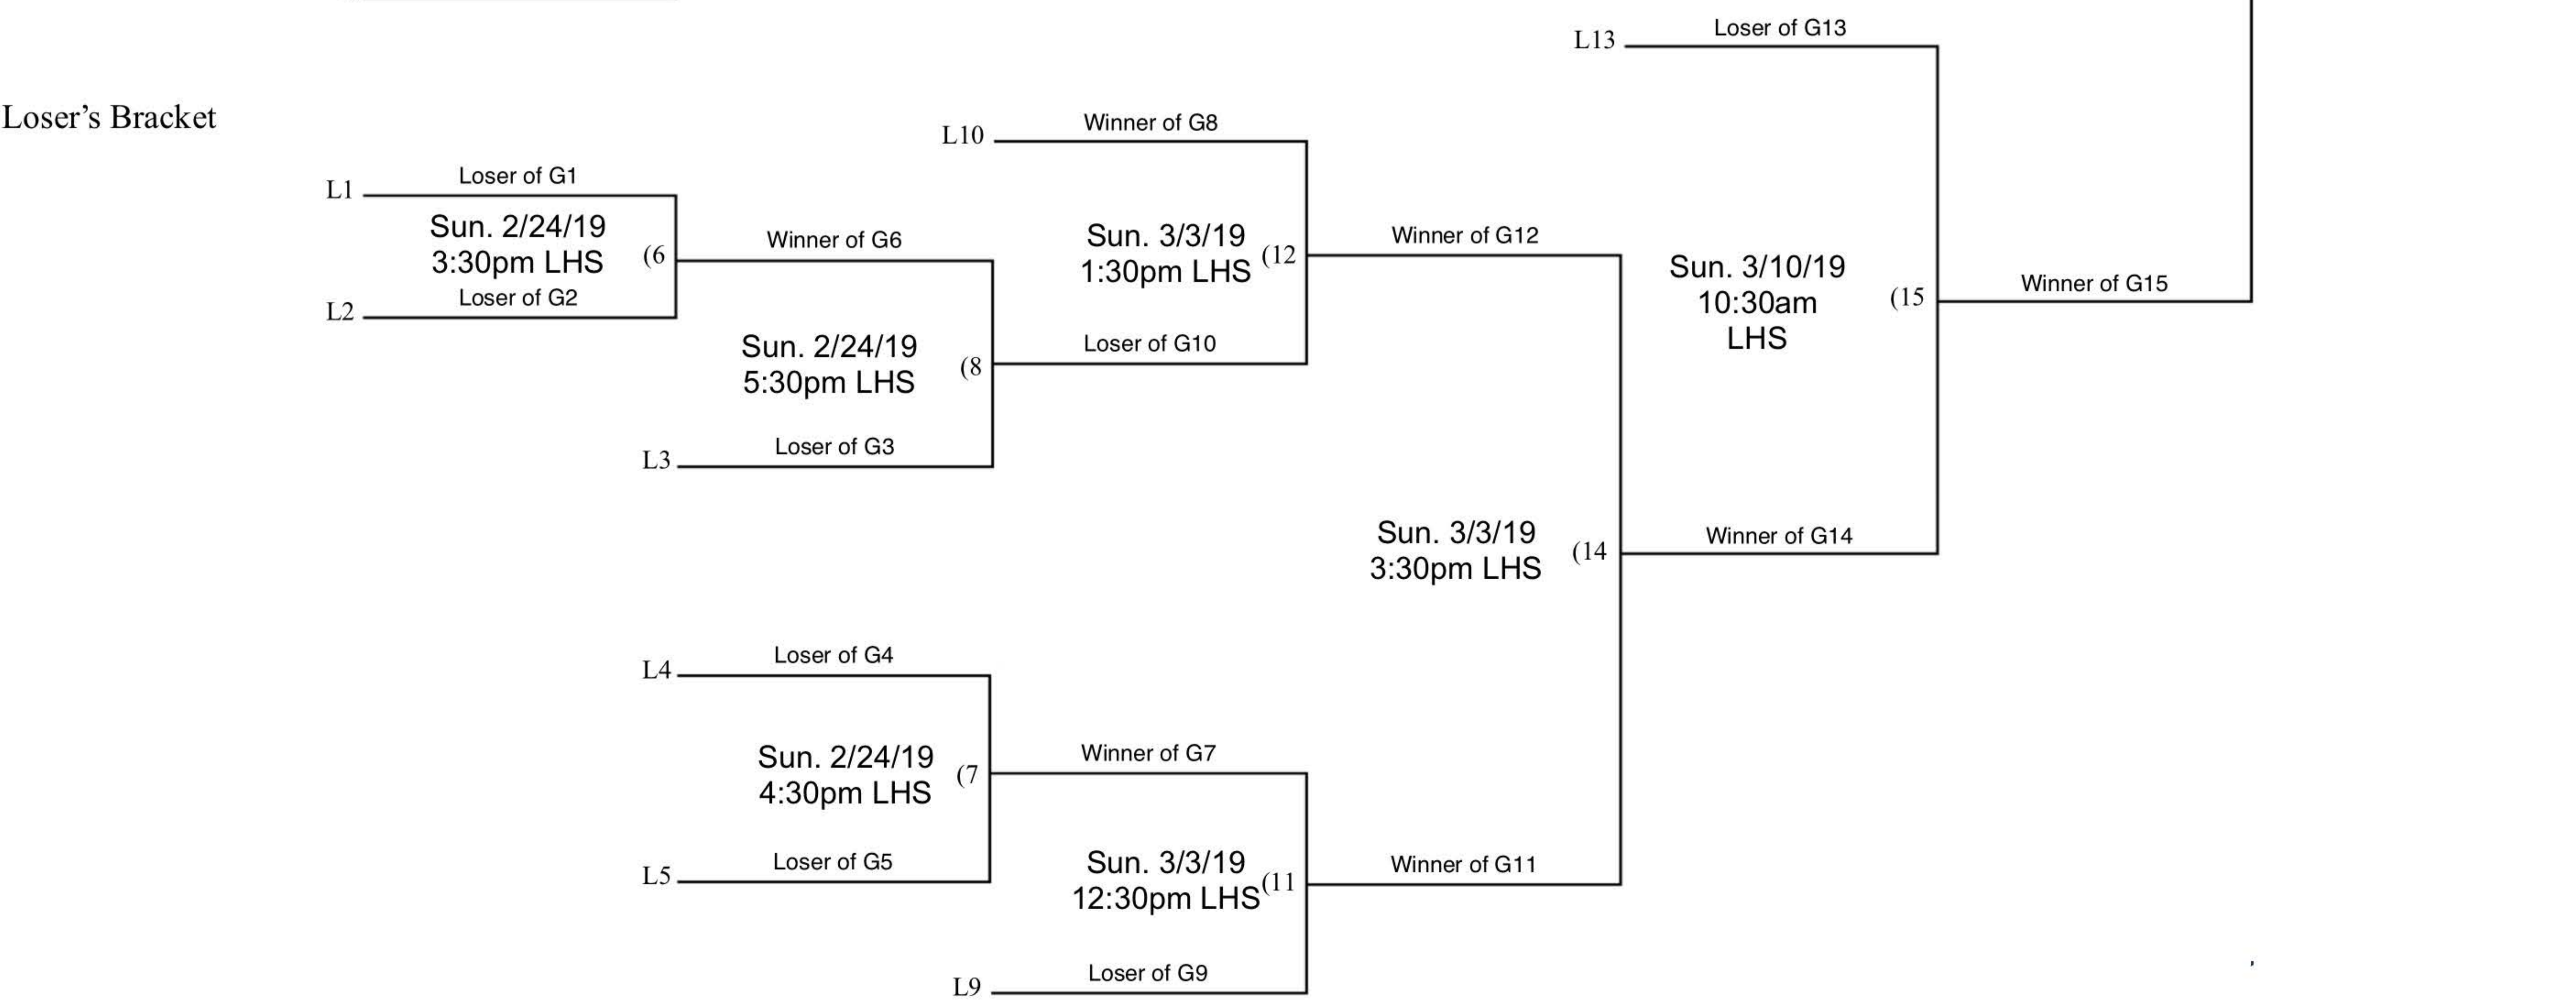 Loser of G13
L13
Loser's Bracket
Winner of G8
L10
Loser of G1
L1
Sun. 2/24/19
3:30pm LHS
(6
Loser of G2
L2
Winner of G6
Sun. 3/3/19
1:30pm LHS
(12
Winner of G12
Sun. 3/10/19
10:30am
LHS
(15
Winner of G15
Sun. 2/24/19
5:30pm LHS
(8
Loser of G10
Loser of G3
L3
Sun. 3/3/19
3:30pm LHS
(14
Winner of G14
Loser of G4
L4
Sun. 2/24/19
4:30pm LHS
(7
Winner of G7
Loser of G5
L5
Sun. 3/3/19
12:30pm LHS
(11
Winner of G11
Loser of G9
L9